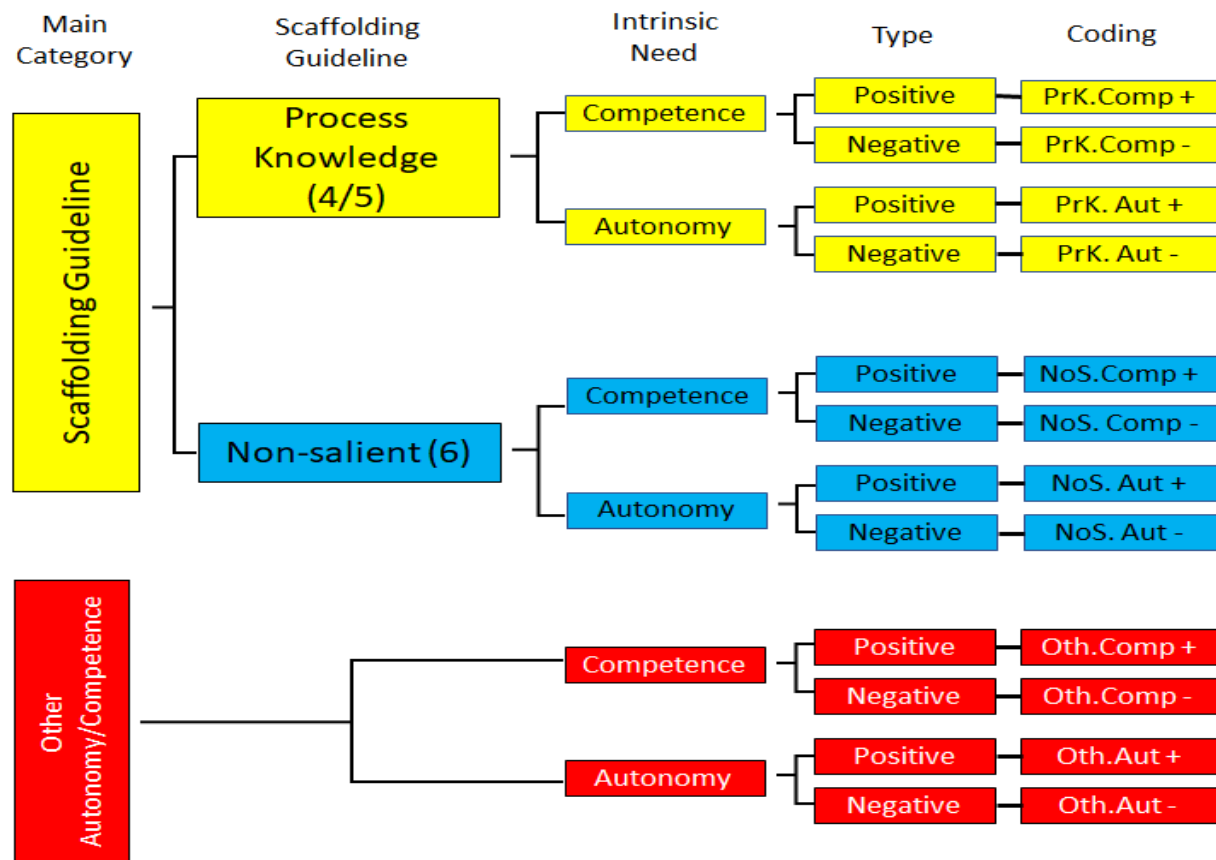 Main
Category
Scaffolding
Guideline
Intrinsic
Need
Type
Coding
Scaffolding Guideline
Process
Knowledge
(4/5)
Competence
Positive
PrK.Comp +
Negative
PrK.Comp -
Autonomy
Positive
PrK. Aut +
Negative
PrK. Aut -
Non-salient (6)
Competence
Positive
NoS.Comp +
Negative
NoS. Comp -
Autonomy
Positive
NoS. Aut +
Negative
NoS. Aut -
Other
Autonomy/Competence
Competence
Positive
Oth.Comp +
Negative
Oth.Comp -
Autonomy
Positive
Oth.Aut +
Negative
Oth.Aut -